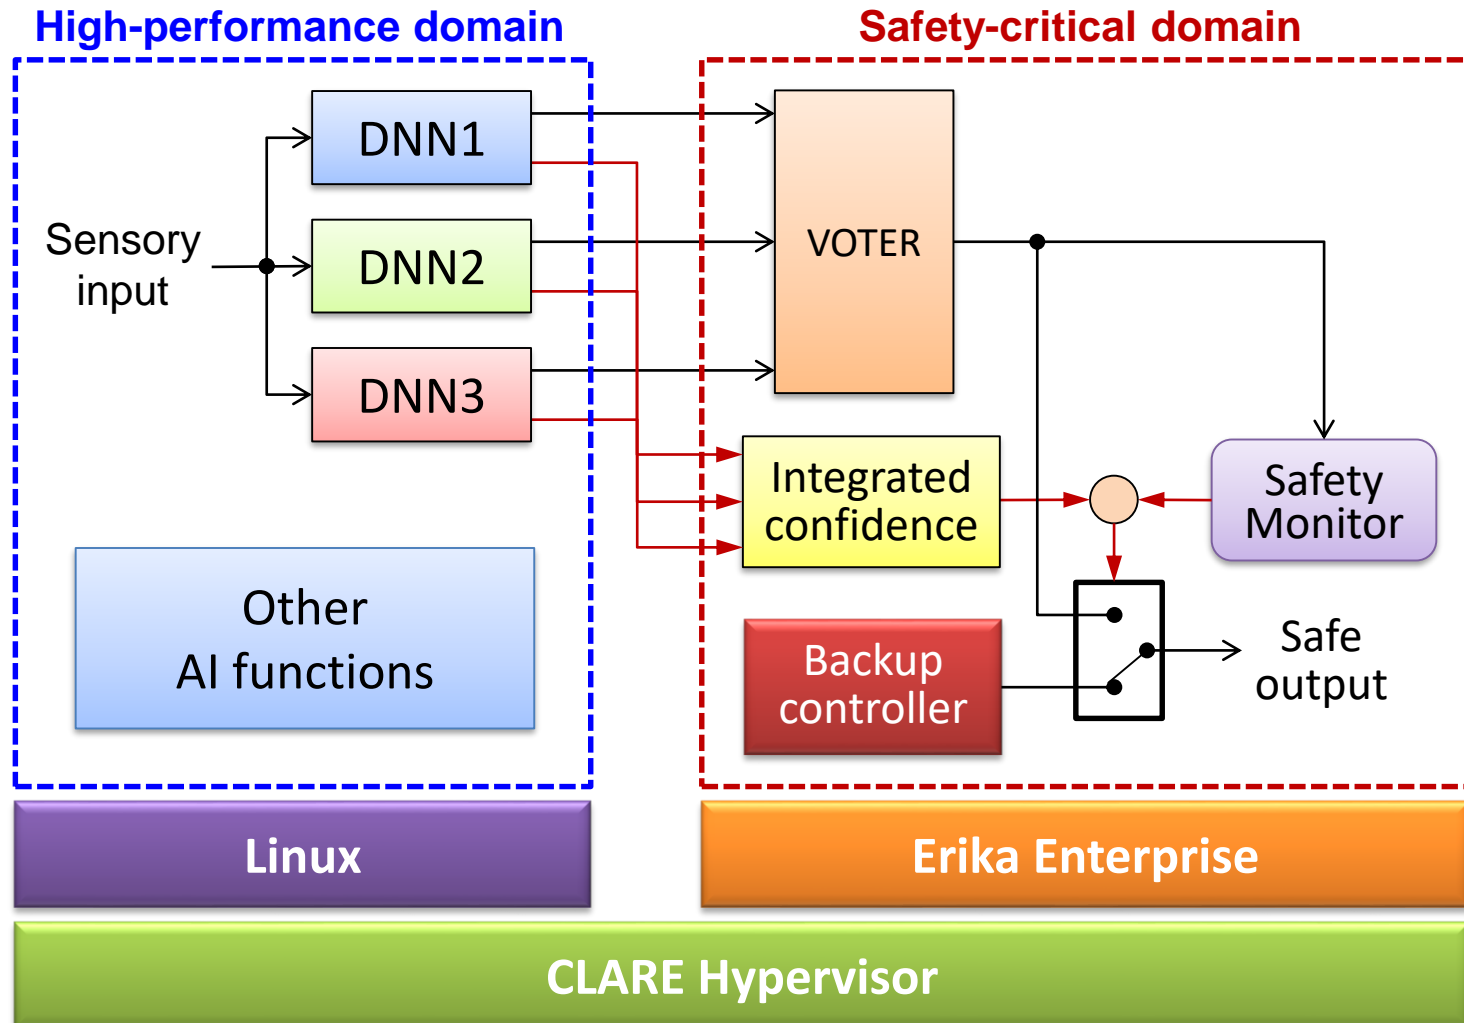 High-performance domain
Safety-critical domain
Sensory
input
DNN1
DNN2
DNN3
VOTER
Integrated
confidence
Safety
Monitor
Other
AI functions
Backup
controller
Safe
output
Linux
Erika Enterprise
CLARE Hypervisor